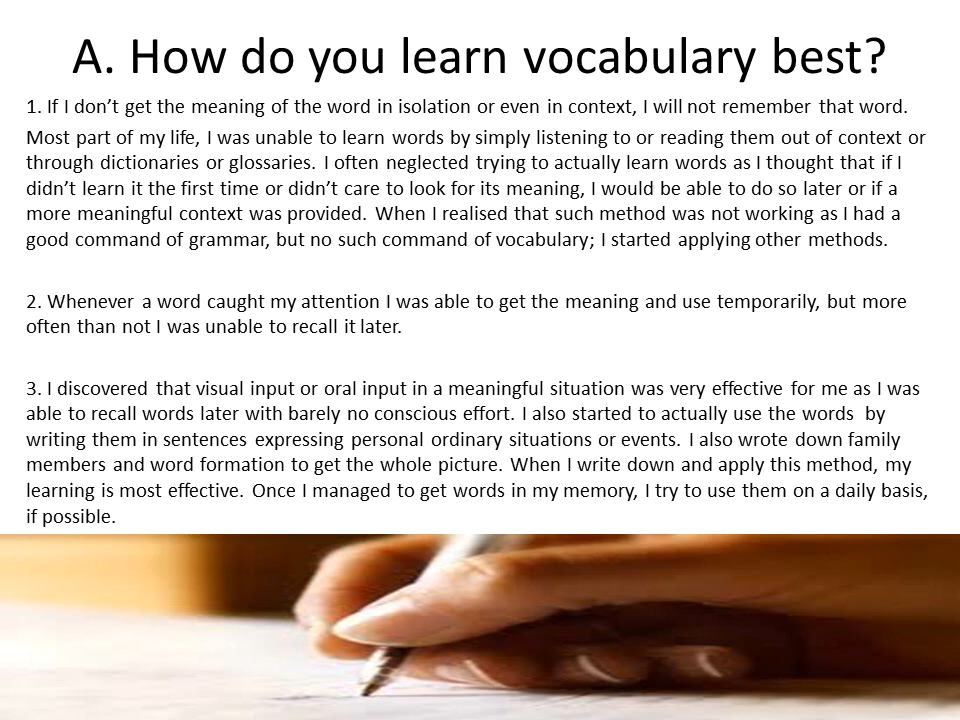 A. How do you learn vocabulary best?
1. If I don’t get the meaning of the word in isolation or even in context, I will not remember that word.
Most part of my life, I was unable to learn words by simply listening to or reading them out of context or
through dictionaries or glossaries. I often neglected trying to actually learn words as I thought that if I
didn’t learn it the first time or didn’t care to look for its meaning, I would be able to do so later or if a
more meaningful context was provided. When I realised that such method was not working as I had a
good command of grammar, but no such command of vocabulary; I started applying other methods.
2. Whenever a word caught my attention I was able to get the meaning and use temporarily, but more
often than not I was unable to recall it later.
3. I discovered that visual input or oral input in a meaningful situation was very effective for me as I was
able to recall words later with barely no conscious effort. I also started to actually use the words by
writing them in sentences expressing personal ordinary situations or events. I also wrote down family
members and word formation to get the whole picture. When I write down and apply this method, my
learning is most effective. Once I managed to get words in my memory, I try to use them on a daily basis,
if possible.